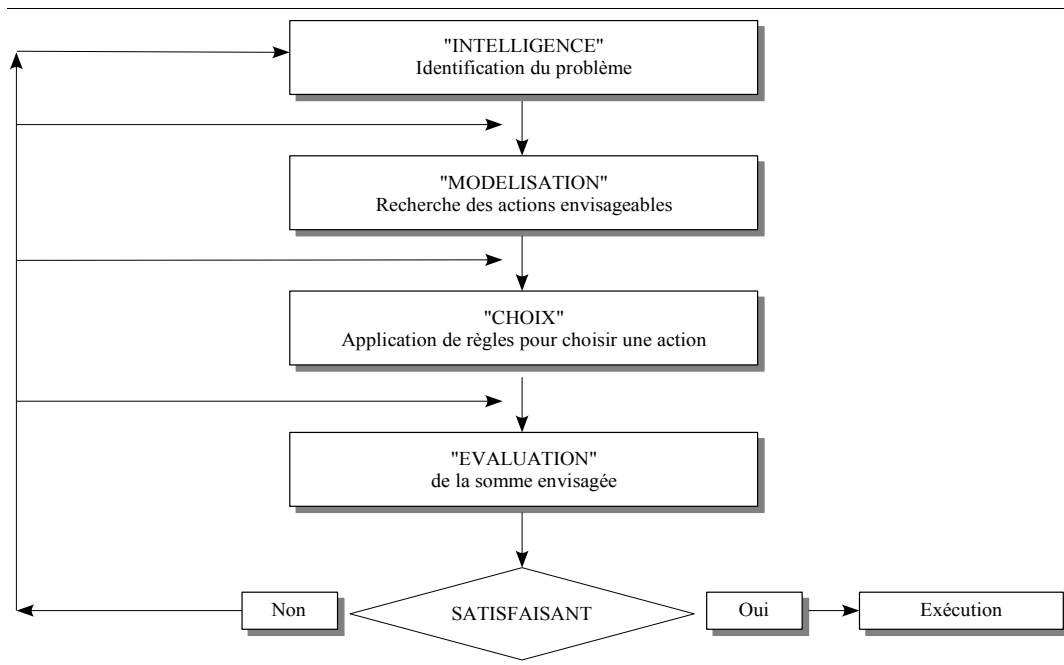 "INTELLIGENCE"
Identification du problème
"MODELISATION"
Recherche des actions envisageables
"CHOIX"
Application de règles pour choisir une action
"EVALUATION"
de la somme envisagée
Non
SATISFAISANT
Oui
Exécution